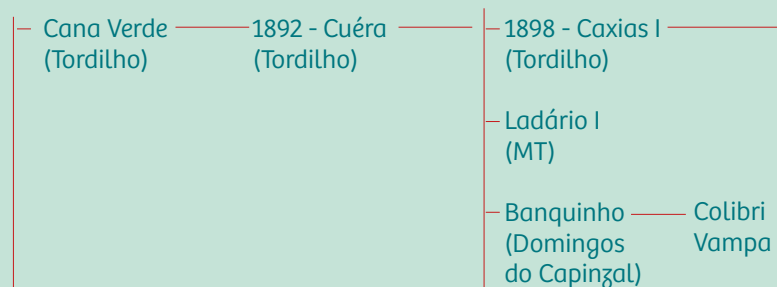 Cana Verde
(Tordilho)
1892 - Cuéra
(Tordilho)
1898 - Caxias I
(Tordilho)
Ladário I
(MT)
Banquinho
(Domingos
do Capinzal)
Colibri
Vampa